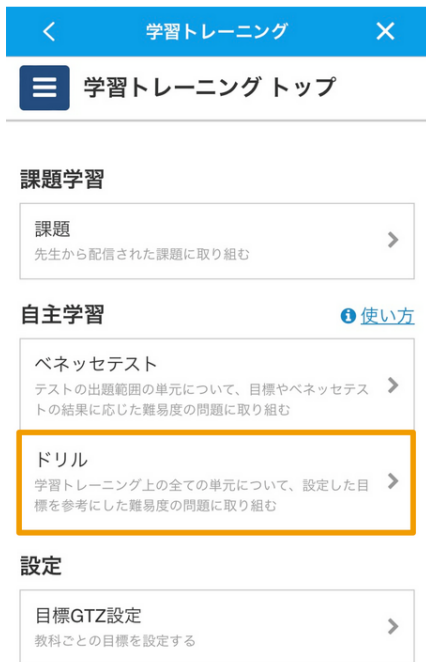 学習トレーニング
学習トレーニング トップ
課題学習
課題
先生から配信された課題に取り組む
自主学習
使い方
ベネッセテスト
テストの出題範囲の単元について、目標やベネッセテス
トの結果に応じた難易度の問題に取り組む
ドリル
学習トレーニング上の全ての単元について、設定した目
標を参考にした難易度の問題に取り組む
設定
目標GTZ設定
教科ごとの目標を設定する